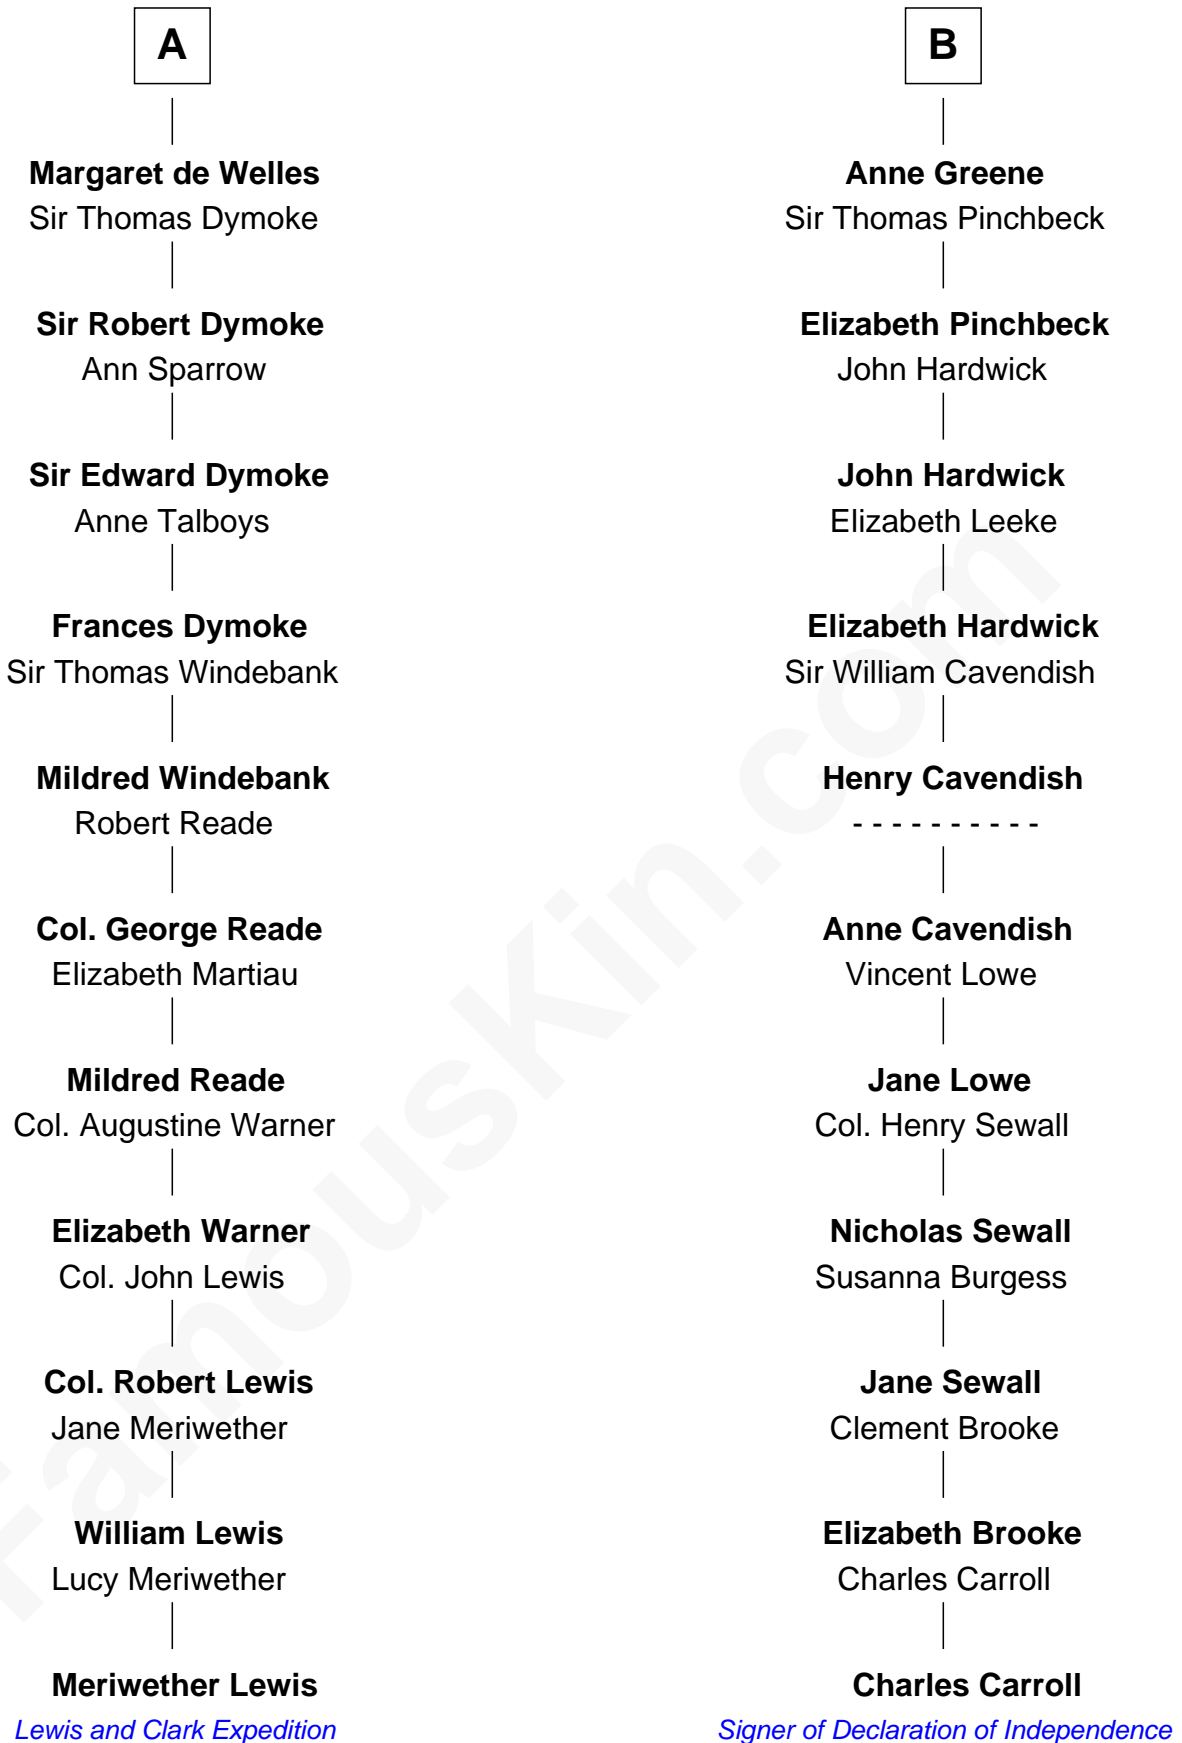 A
Margaret de Welles
Sir Thomas Dymoke
Sir Robert Dymoke
Ann Sparrow
Sir Edward Dymoke
Anne Talboys
Frances Dymoke
Sir Thomas Windebank
Mildred Windebank
Robert Reade
Col. George Reade
Elizabeth Martiau
Mildred Reade
Col. Augustine Warner
Elizabeth Warner
Col. John Lewis
Col. Robert Lewis
Jane Meriwether
William Lewis
Lucy Meriwether
Meriwether Lewis
Lewis and Clark Expedition
B
Anne Greene
Sir Thomas Pinchbeck
Elizabeth Pinchbeck
John Hardwick
John Hardwick
Elizabeth Leeke
Elizabeth Hardwick
Sir William Cavendish
Henry Cavendish
- - - - - - - - - -
Anne Cavendish
Vincent Lowe
Jane Lowe
Col. Henry Sewall
Nicholas Sewall
Susanna Burgess
Jane Sewall
Clement Brooke
Elizabeth Brooke
Charles Carroll
Charles Carroll
Signer of Declaration of Independence
FamousKin.com